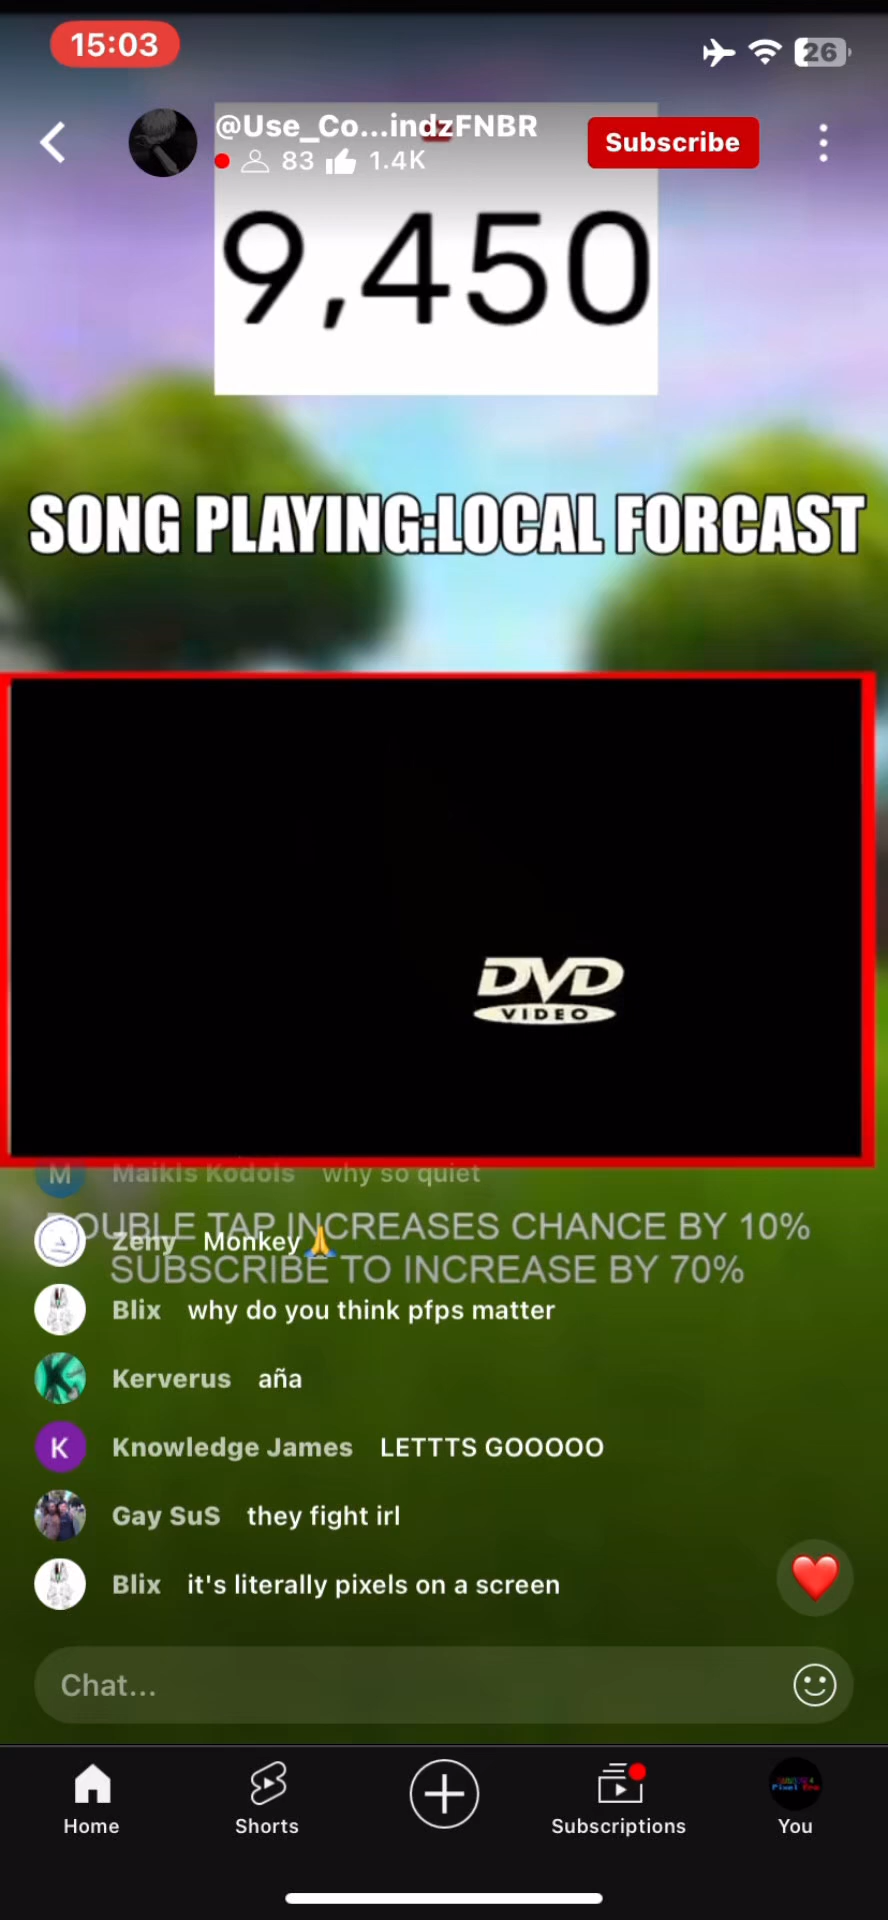 15:03
26
@Use_Co...indzFNBR
83 1.4K
Subscribe
9,450
SONG PLAYING:LOCAL FORCAST
DVD
VIDEO
Maikls Kodols why so quiet
DOUBLE TAP INCREASES CHANCE BY 10%
Zeny Monkey🙏
SUBSCRIBE TO INCREASE BY 70%
Blix why do you think pfps matter
Kerverus aña
K Knowledge James LETTTS GOOOOO
Gay SuS they fight irl
Blix it's literally pixels on a screen
Chat...
Home
Shorts
Subscriptions
You